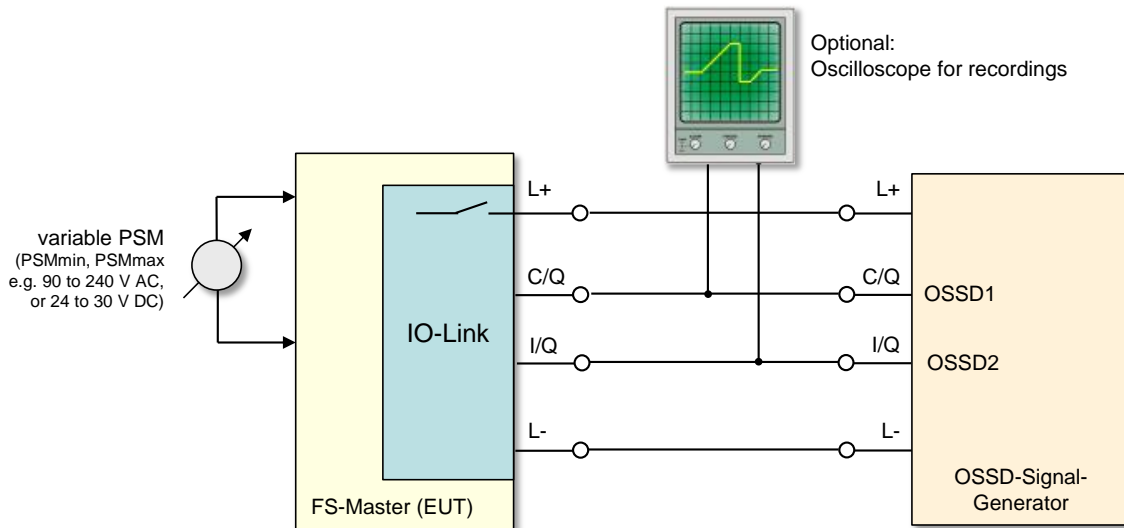 Optional:
Oscilloscope for recordings
L+
L+
variable PSM
(PSMmin, PSMmax
e.g. 90 to 240 V AC,
or 24 to 30 V DC)
C/Q
C/Q
OSSD1
IO-Link
I/Q
I/Q
OSSD2
L-
L-
FS-Master (EUT)
OSSD-Signal-
Generator